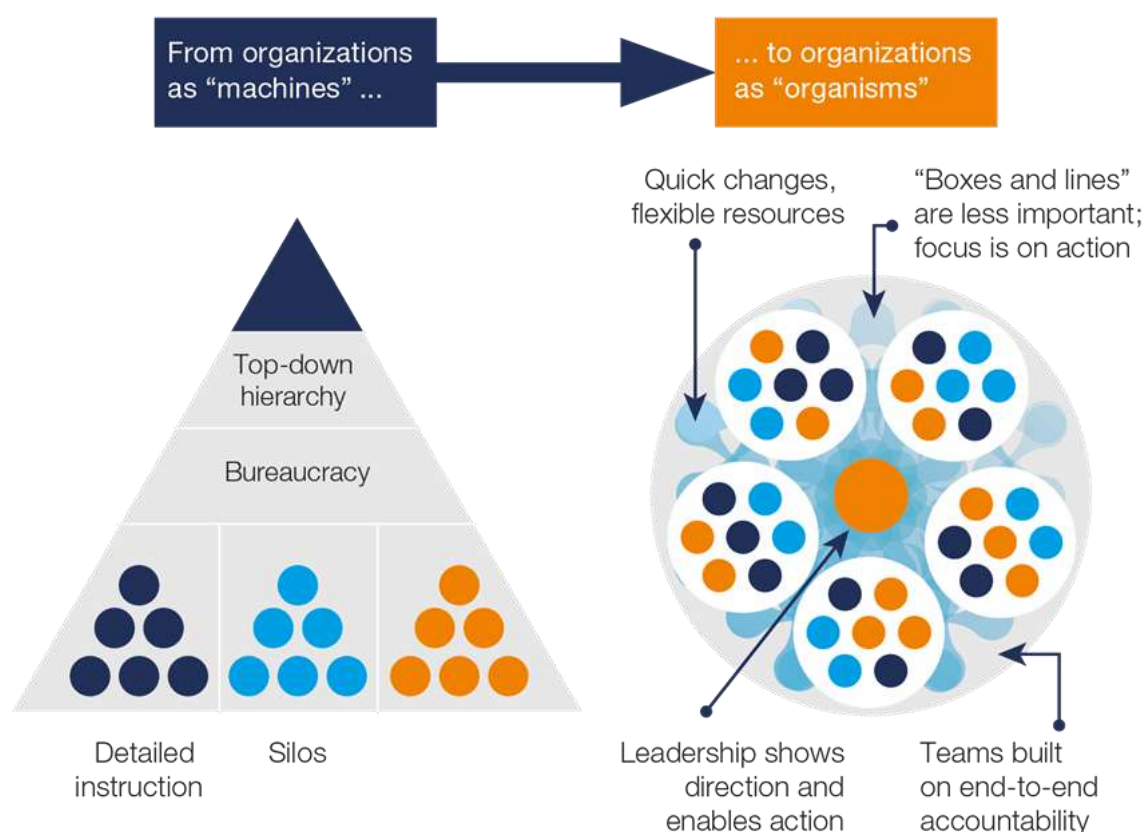 From organizations
as “machines” ...
... to organizations
as “organisms”
Quick changes,
flexible resources
“Boxes and lines”
are less important;
focus is on action
Top-down
hierarchy
Bureaucracy
Detailed
instruction
Silos
Leadership shows
direction and
enables action
Teams built
on end-to-end
accountability